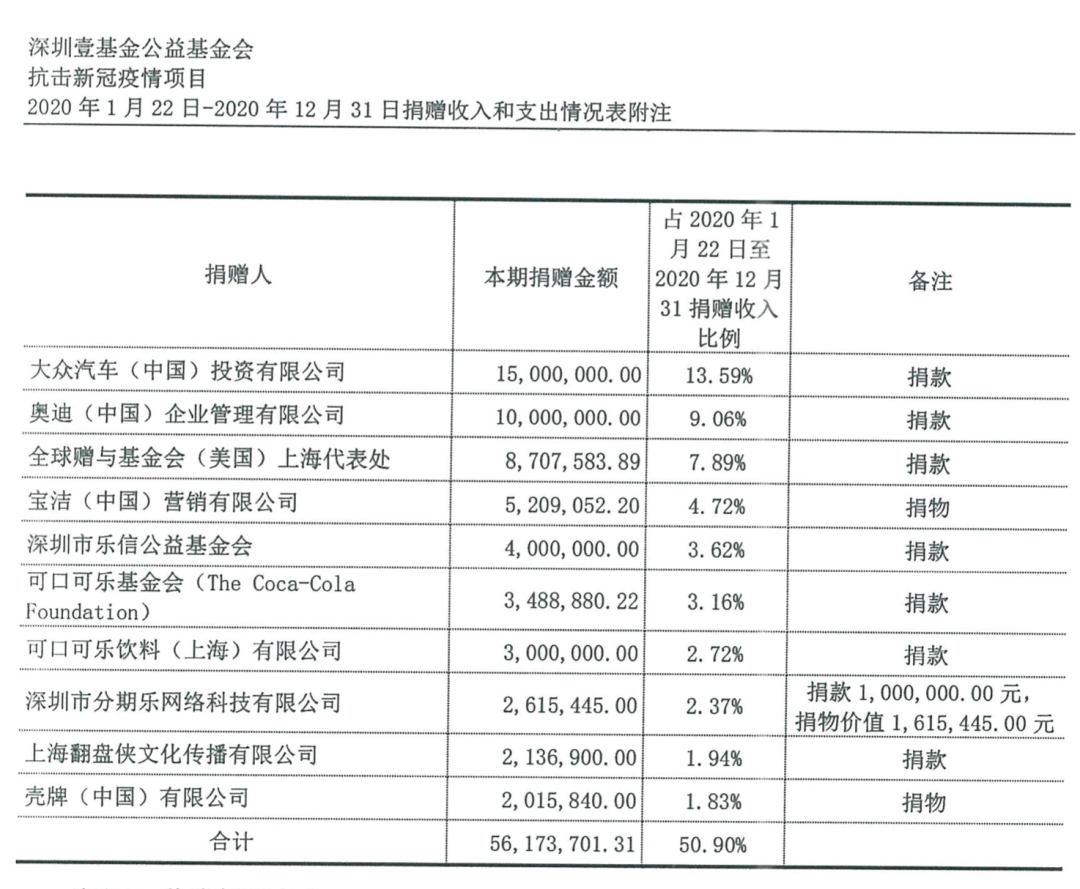 深圳壹基金公益基金会
抗击新冠疫情项目
2020 年 1 月 22 日-2020 年 12 月 31 日捐赠收入和支出情况表附注
捐赠人 本期捐赠金额 占 2020 年 1 月 22 日至 2020 年 12 月 31 捐赠收入比例 备注
大众汽车（中国）投资有限公司 15,000,000.00 13.59% 捐款
奥迪（中国）企业管理有限公司 10,000,000.00 9.06% 捐款
全球赠与基金会（美国）上海代表处 8,707,583.89 7.89% 捐款
宝洁（中国）营销有限公司 5,209,052.20 4.72% 捐物
深圳市乐信公益基金会 4,000,000.00 3.62% 捐款
可口可乐基金会（The Coca-Cola
Foundation） 3,488,880.22 3.16% 捐款
可口可乐饮料（上海）有限公司 3,000,000.00 2.72% 捐款
深圳市分期乐网络科技有限公司 2,615,445.00 2.37% 捐款 1,000,000.00 元，
捐物价值 1,615,445.00 元
上海翻盘侠文化传播有限公司 2,136,900.00 1.94% 捐款
壳牌（中国）有限公司 2,015,840.00 1.83% 捐物
合计 56,173,701.31 50.90%